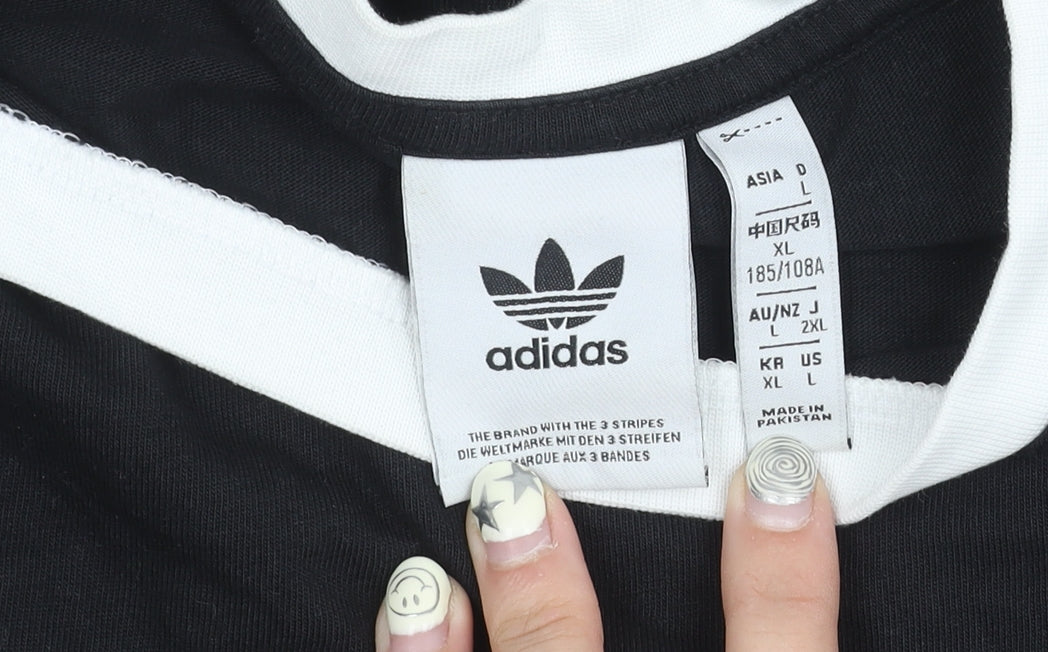 adidas
THE BRAND WITH THE 3 STRIPES
DIE WELTMARKE MIT DEN 3 STREIFEN
MARQUE AUX 3 BANDES
ASIA D
L
中国尺码
XL
185/108A
AU/NZ J
L 2XL
KR US
XL L
MADE IN
PAKISTAN